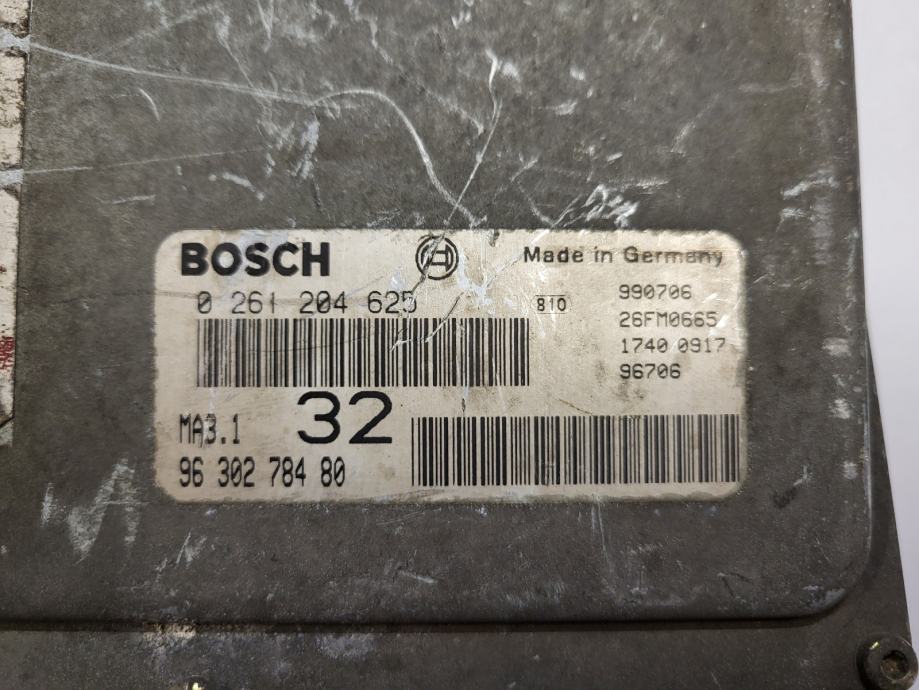 BOSCH
Made in Germany
0 261 204 625
810
990706
26FM0665
1740 0917
96706
MA3.1
32
96 302 784 80